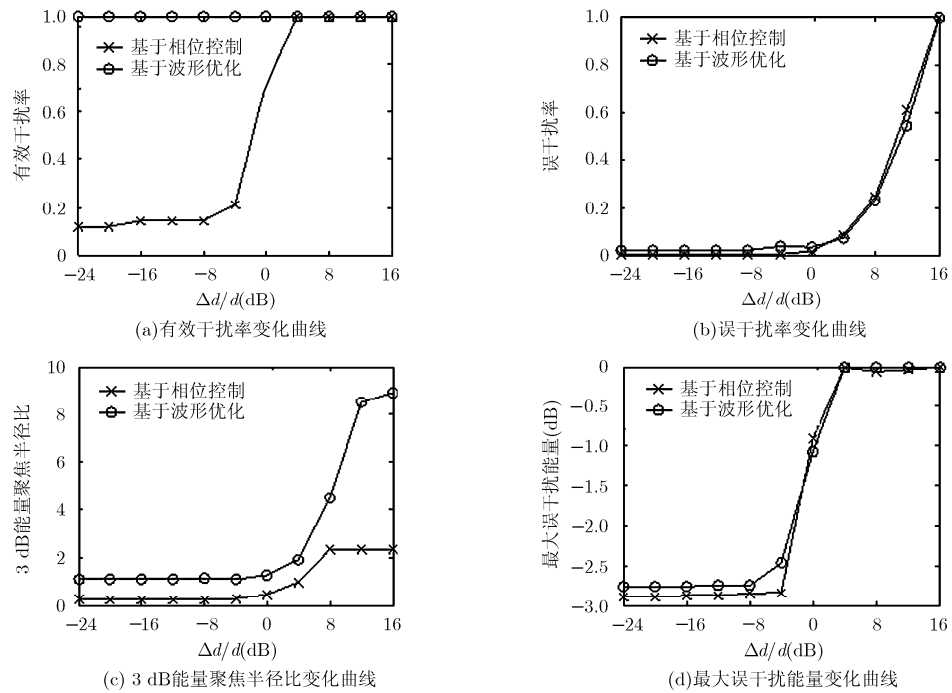 1.0
0.8
0.6
0.4
0.2
0
有效干扰率
基于相位控制
基于波形优化
−24 −16 −8 0 8 16
Δd/d(dB)
(a)有效干扰率变化曲线
1.0
0.8
0.6
0.4
0.2
0
误干扰率
基于相位控制
基于波形优化
−24 −16 −8 0 8 16
Δd/d(dB)
(b)误干扰率变化曲线
10
8
6
4
2
0
3 dB能量聚焦半径比
基于相位控制
基于波形优化
−24 −16 −8 0 8 16
Δd/d(dB)
(c) 3 dB能量聚焦半径比变化曲线
0
−0.5
−1.0
−1.5
−2.0
−2.5
−3.0
最大误干扰能量(dB)
基于相位控制
基于波形优化
−24 −16 −8 0 8 16
Δd/d(dB)
(d)最大误干扰能量变化曲线